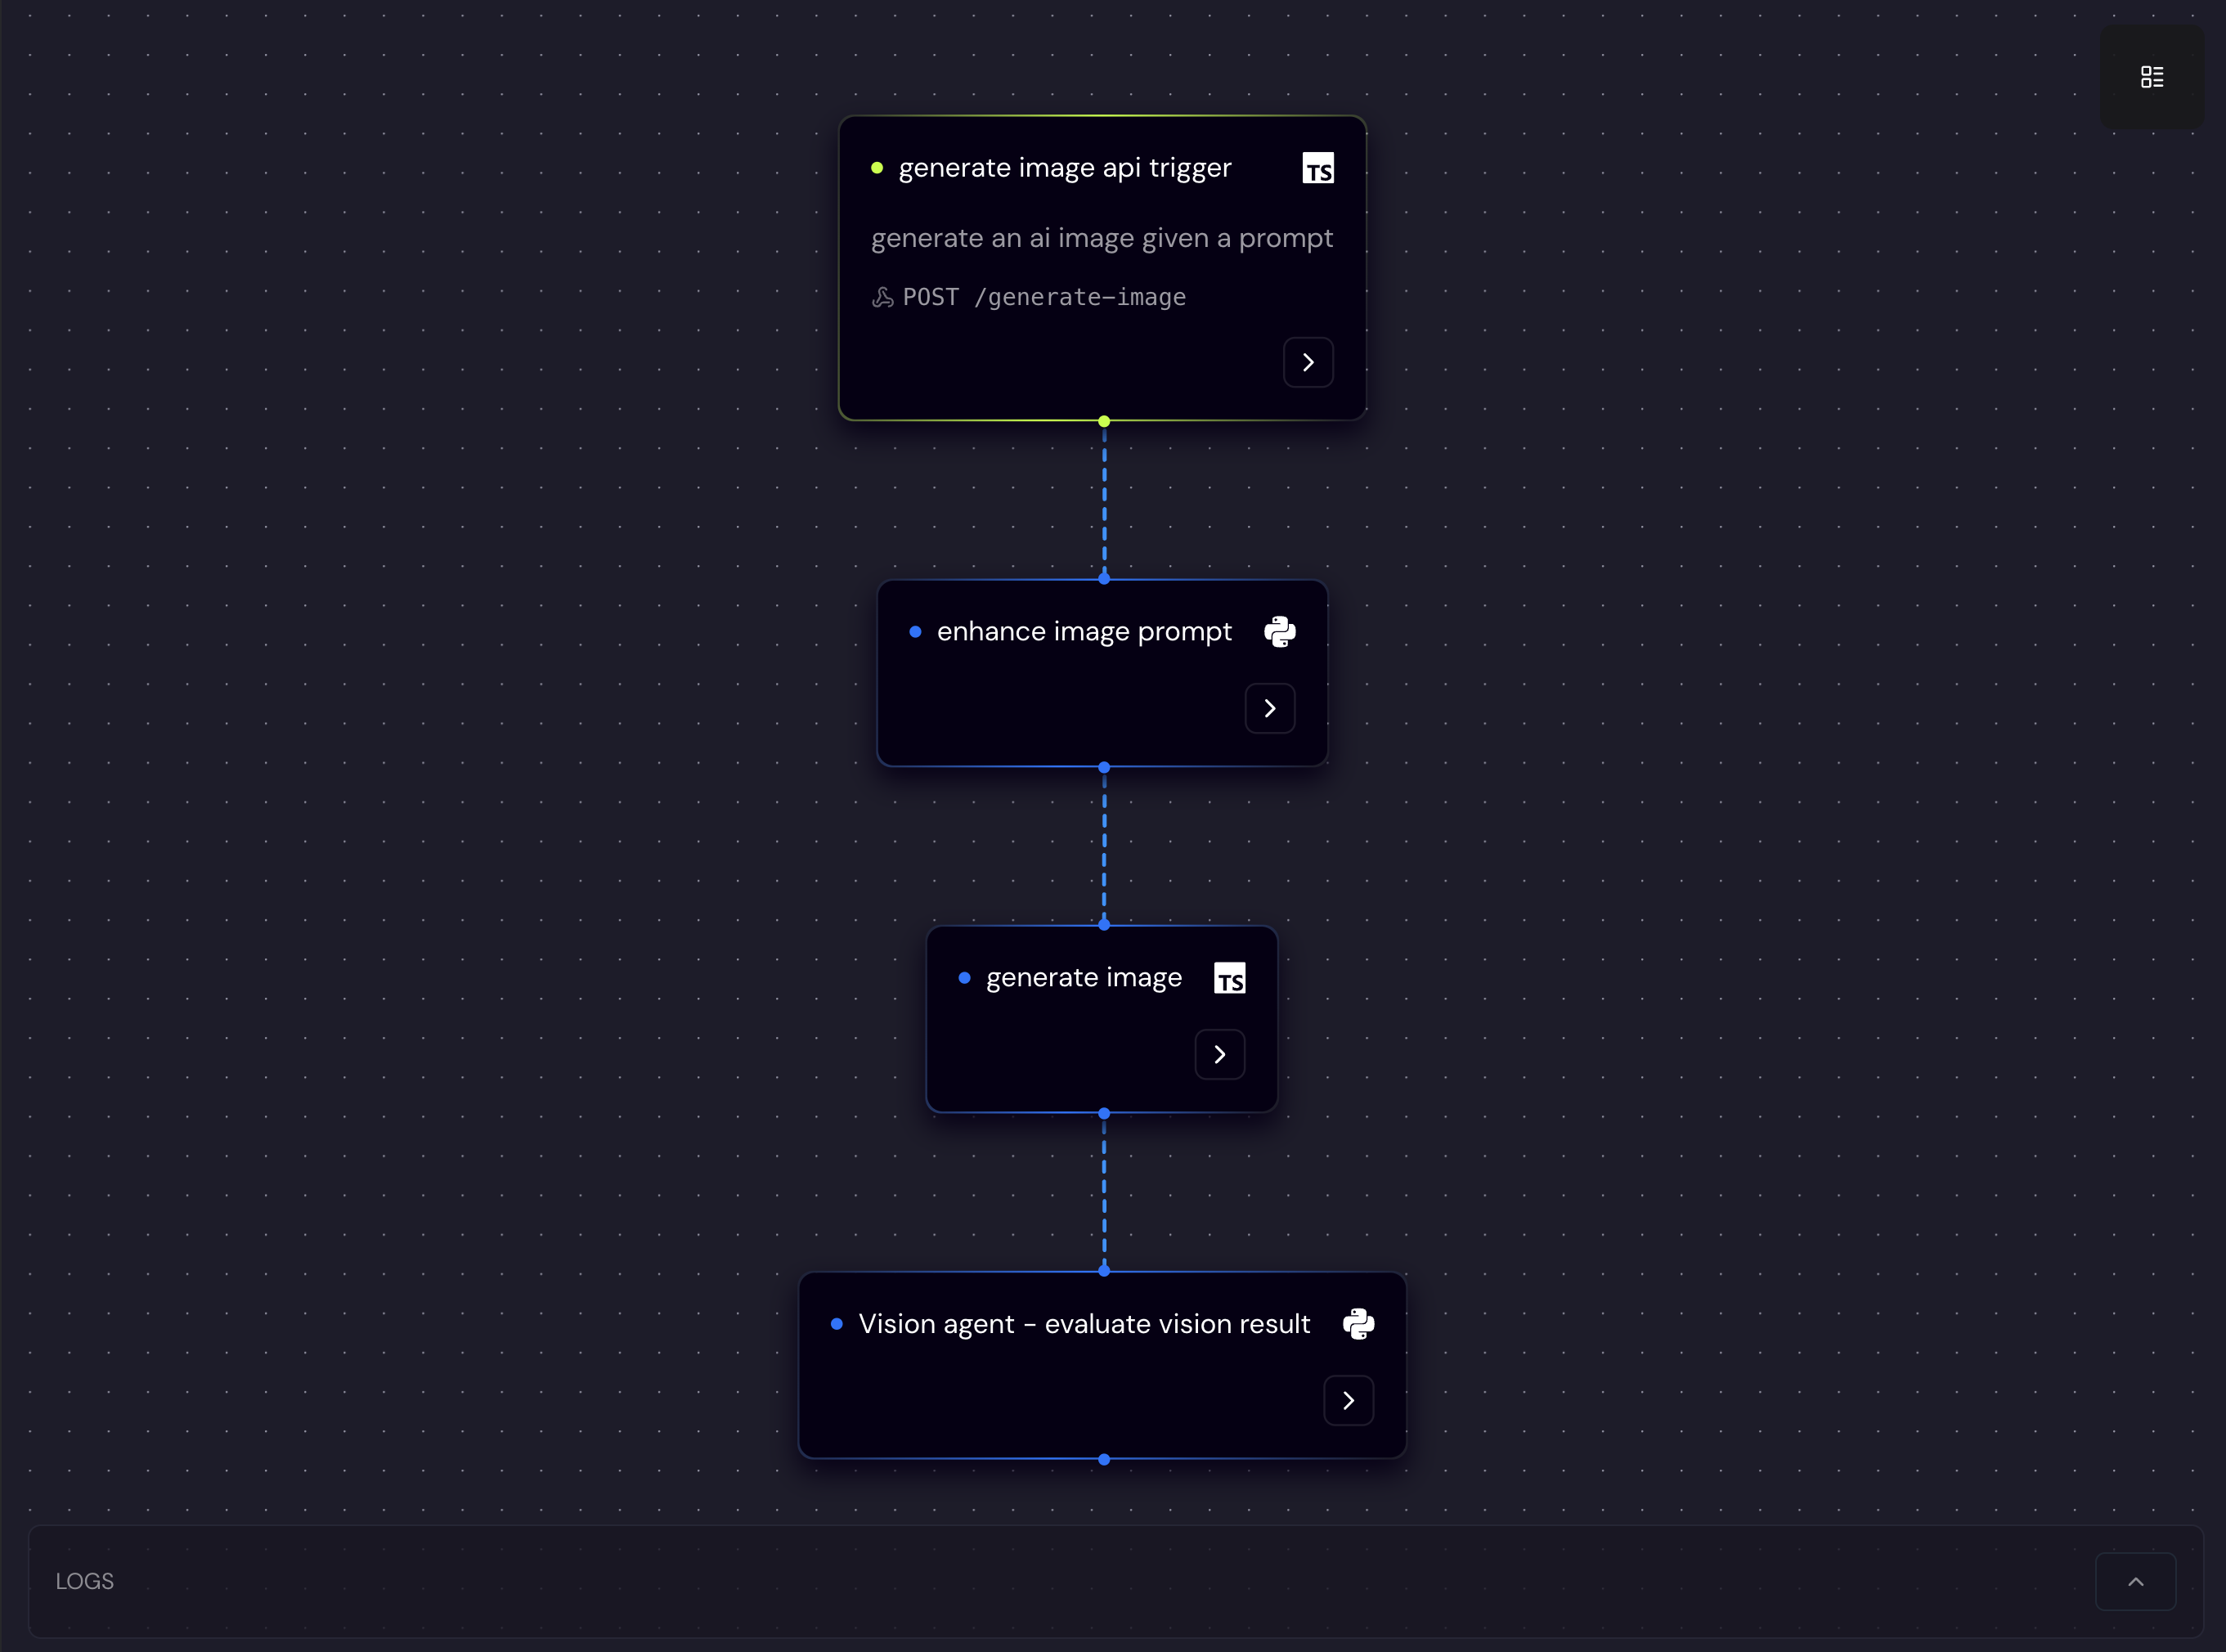 generate image api trigger
TS
generate an ai image given a prompt
POST /generate-image
enhance image prompt
generate image
TS
Vision agent - evaluate vision result
LOGS